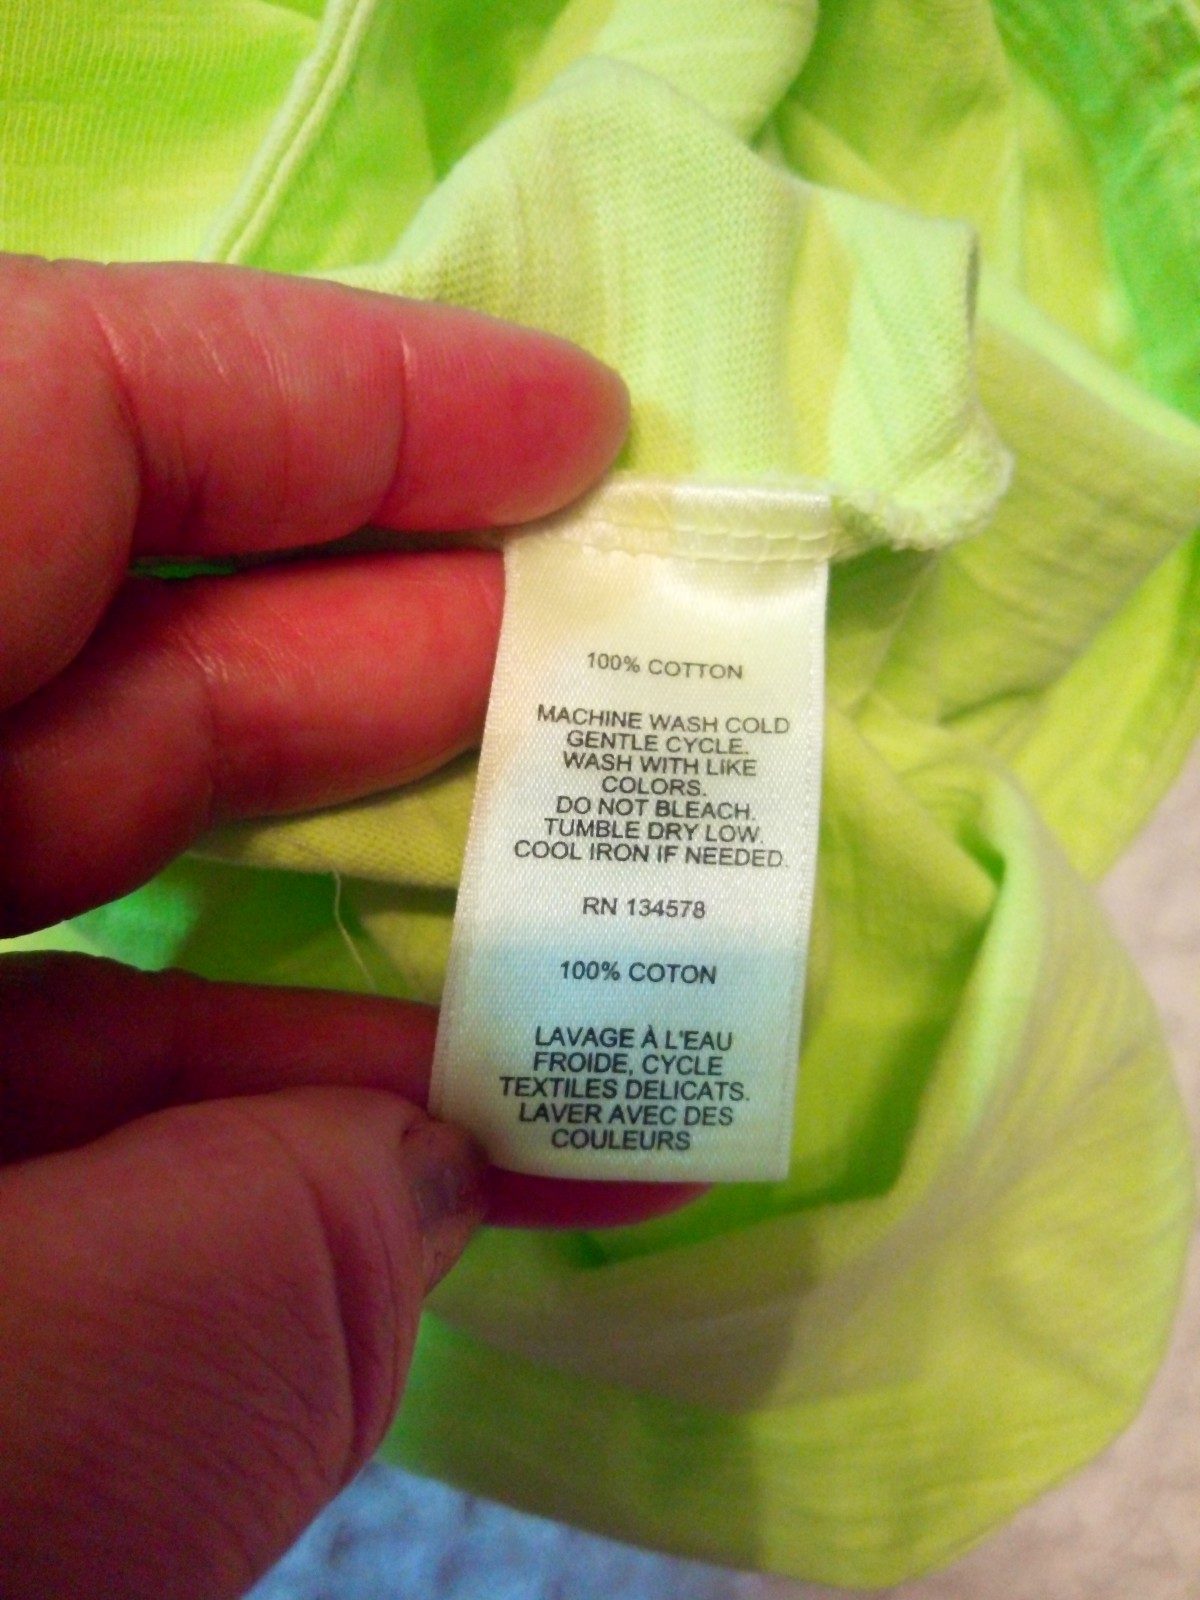 100% COTTON
MACHINE WASH COLD
GENTLE CYCLE.
WASH WITH LIKE
COLORS.
DO NOT BLEACH.
TUMBLE DRY LOW.
COOL IRON IF NEEDED.
RN 134578
100% COTON
LAVAGE À L'EAU
FROIDE, CYCLE
TEXTILES DELICATS.
LAVER AVEC DES
COULEURS